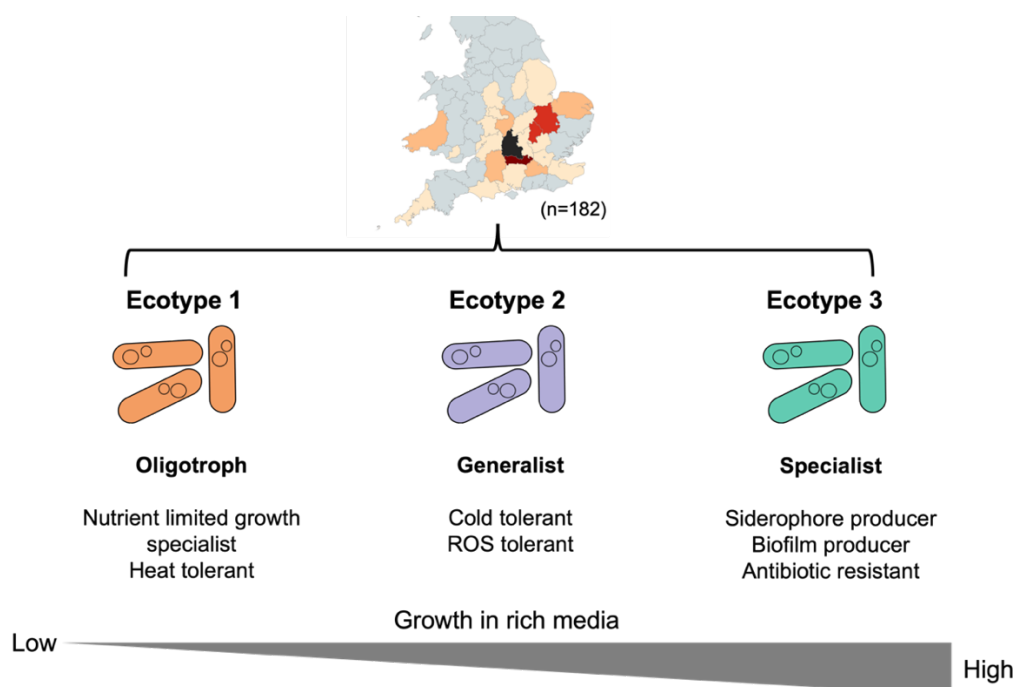 (n=182)
Ecotype 1
Ecotype 2
Ecotype 3
Oligotroph
Generalist
Specialist
Nutrient limited growth
specialist
Heat tolerant
Cold tolerant
ROS tolerant
Siderophore producer
Biofilm producer
Antibiotic resistant
Growth in rich media
Low
High